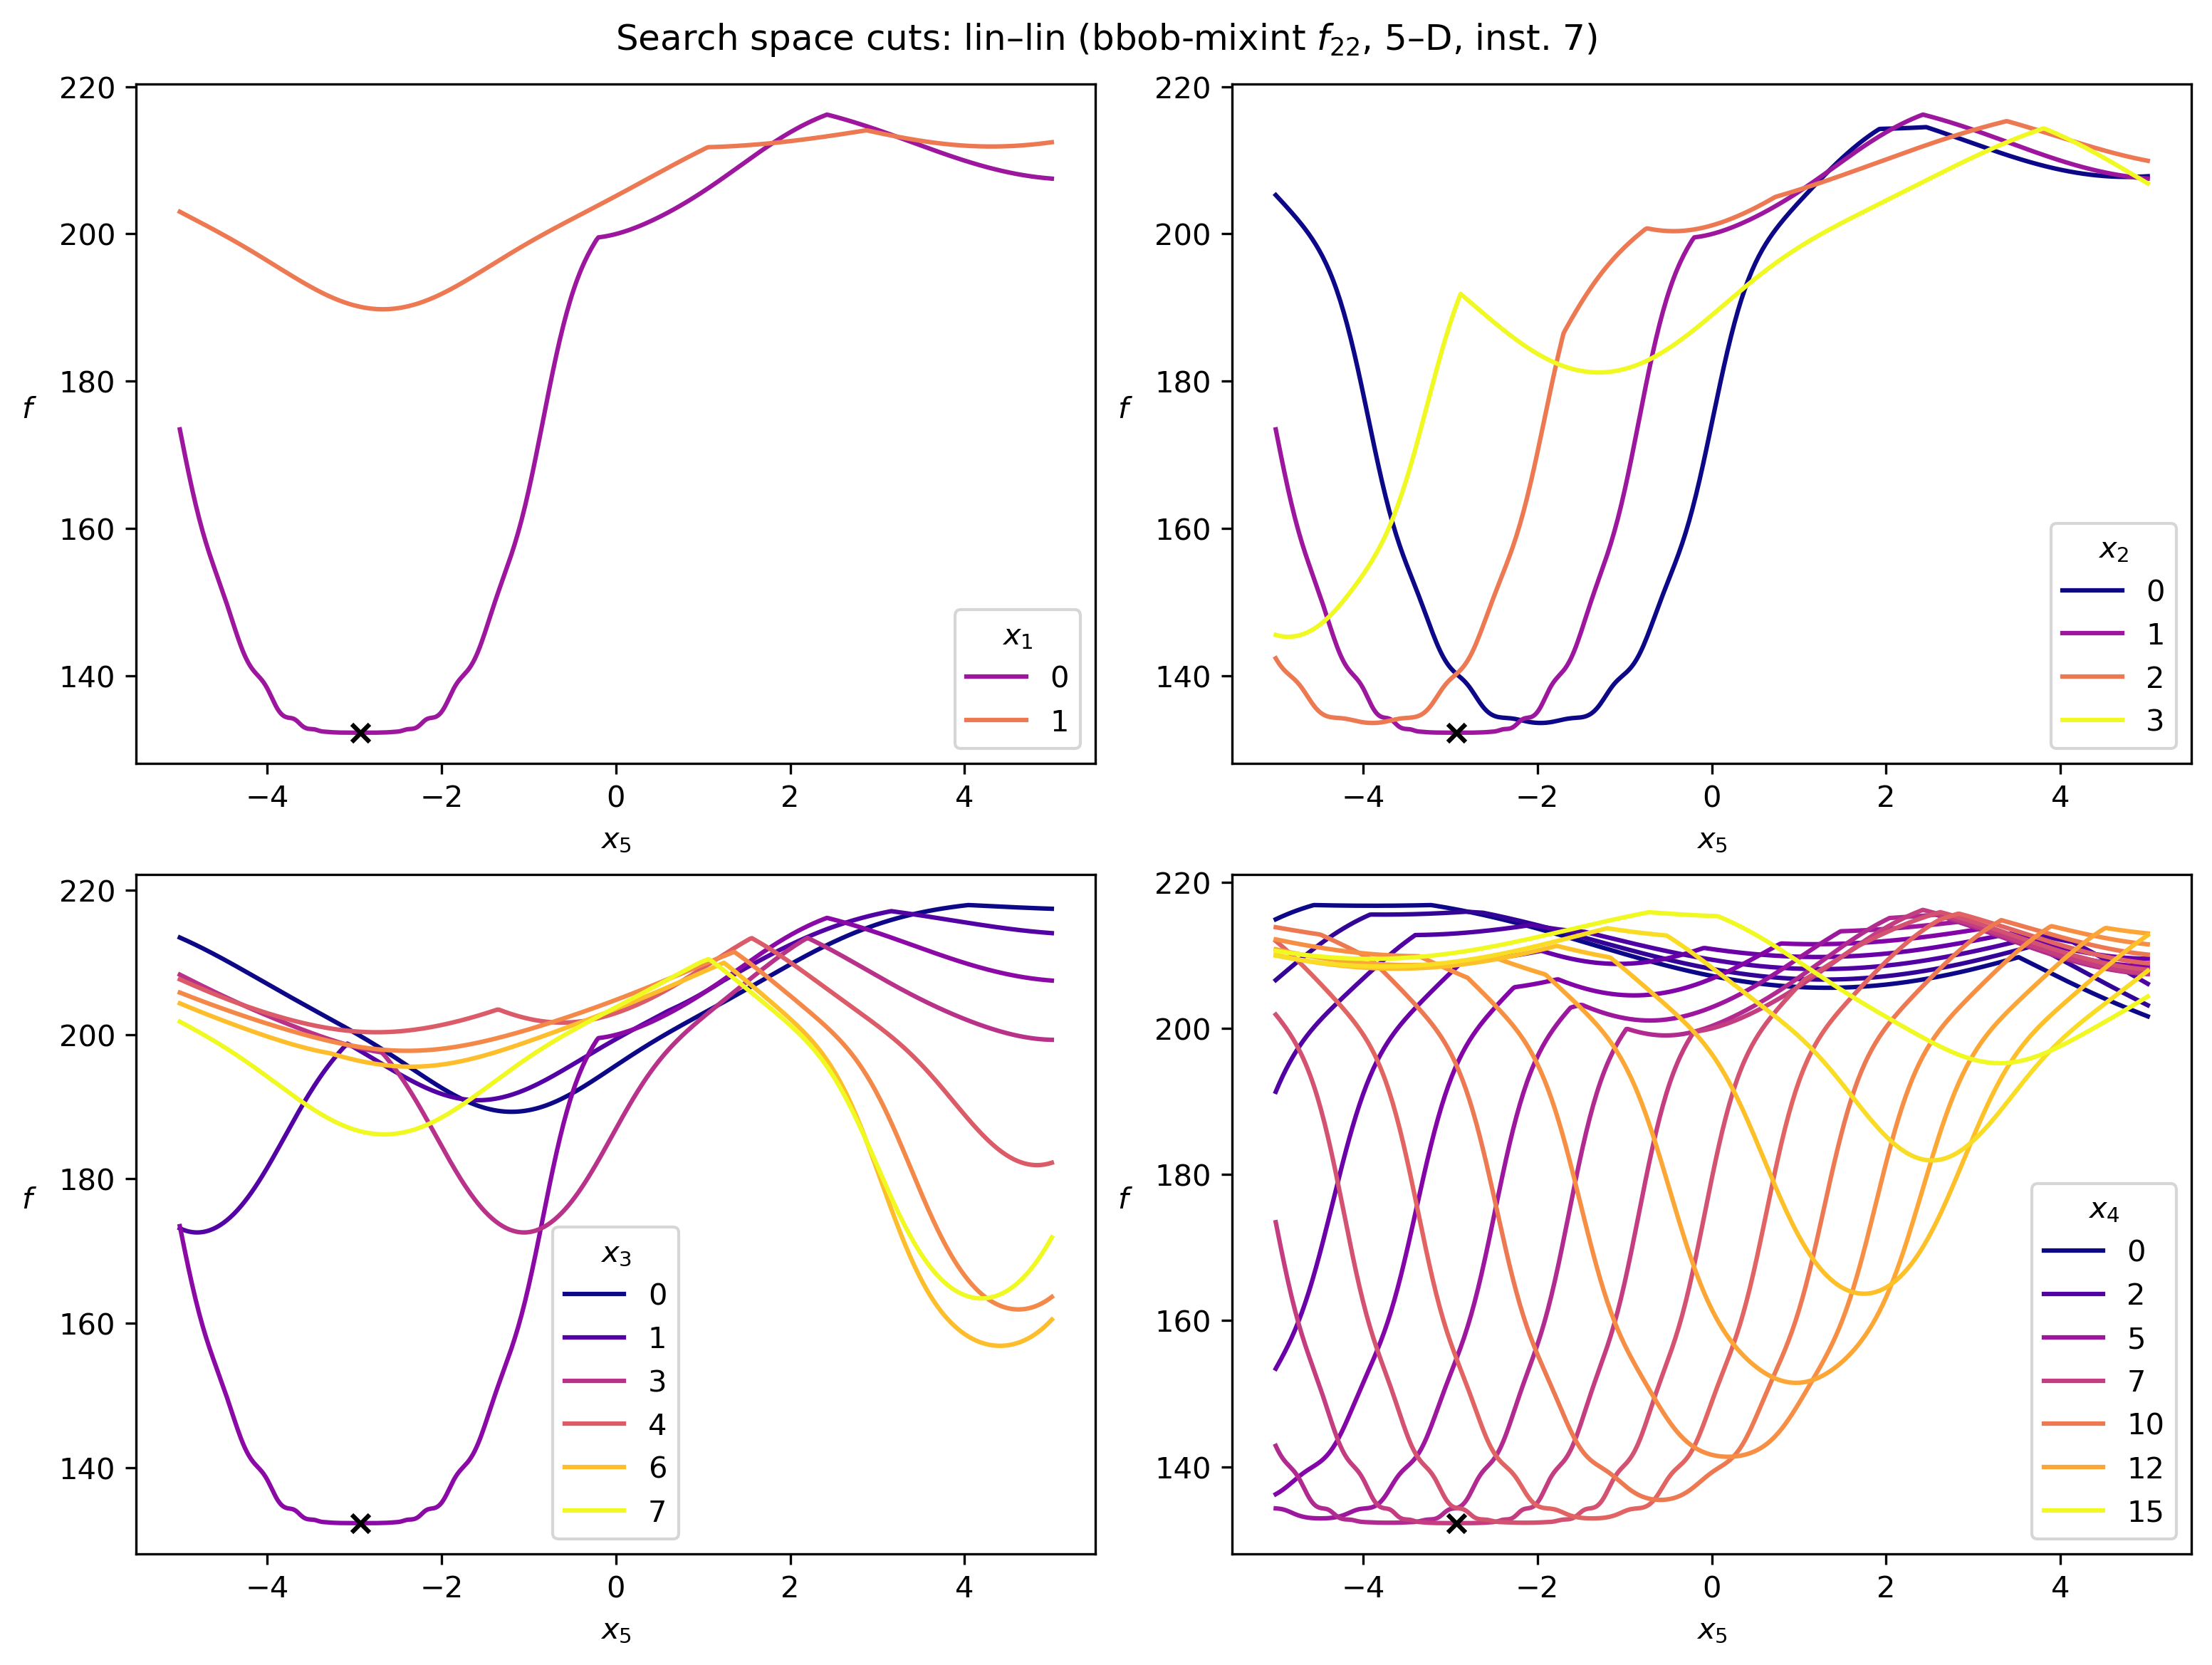 Search space cuts: lin–lin (bbob-mixint f₂₂, 5–D, inst. 7)
220
200
180
160
140
f
−4 −2 0 2 4
x₅
x₁
0
1
220
200
180
160
140
f
−4 −2 0 2 4
x₅
x₂
0
1
2
3
220
200
180
160
140
f
−4 −2 0 2 4
x₅
x₃
0
1
3
4
6
7
220
200
180
160
140
f
−4 −2 0 2 4
x₅
x₄
0
2
5
7
10
12
15